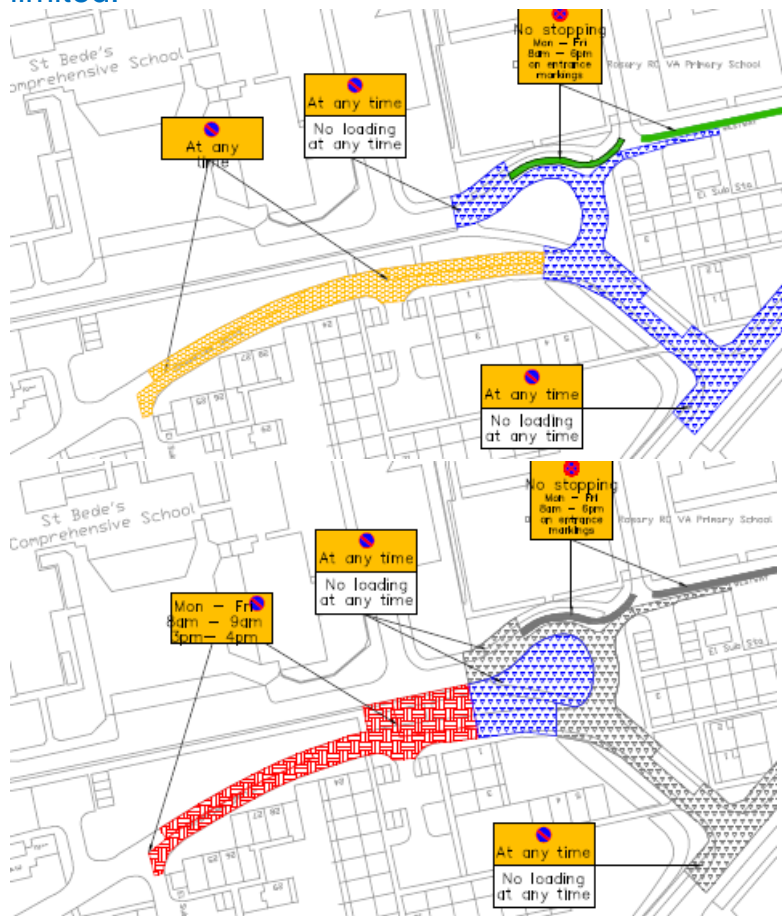 limited.
St Bede's
Comprehensive School
At any time
No loading
at any time
No stopping
Mon – Fri
8am – 6pm
on entrance
markings
Rosary RC VA Primary School
At any
time
El Sub Sta
At any time
No loading
at any time
St Bede's
Comprehensive School
No stopping
Mon – Fri
8am – 6pm
on entrance
markings
Rosary RC VA Primary School
At any time
No loading
at any time
Mon – Fri
8am – 9am
3pm– 4pm
El Sub Sta
At any time
No loading
at any time